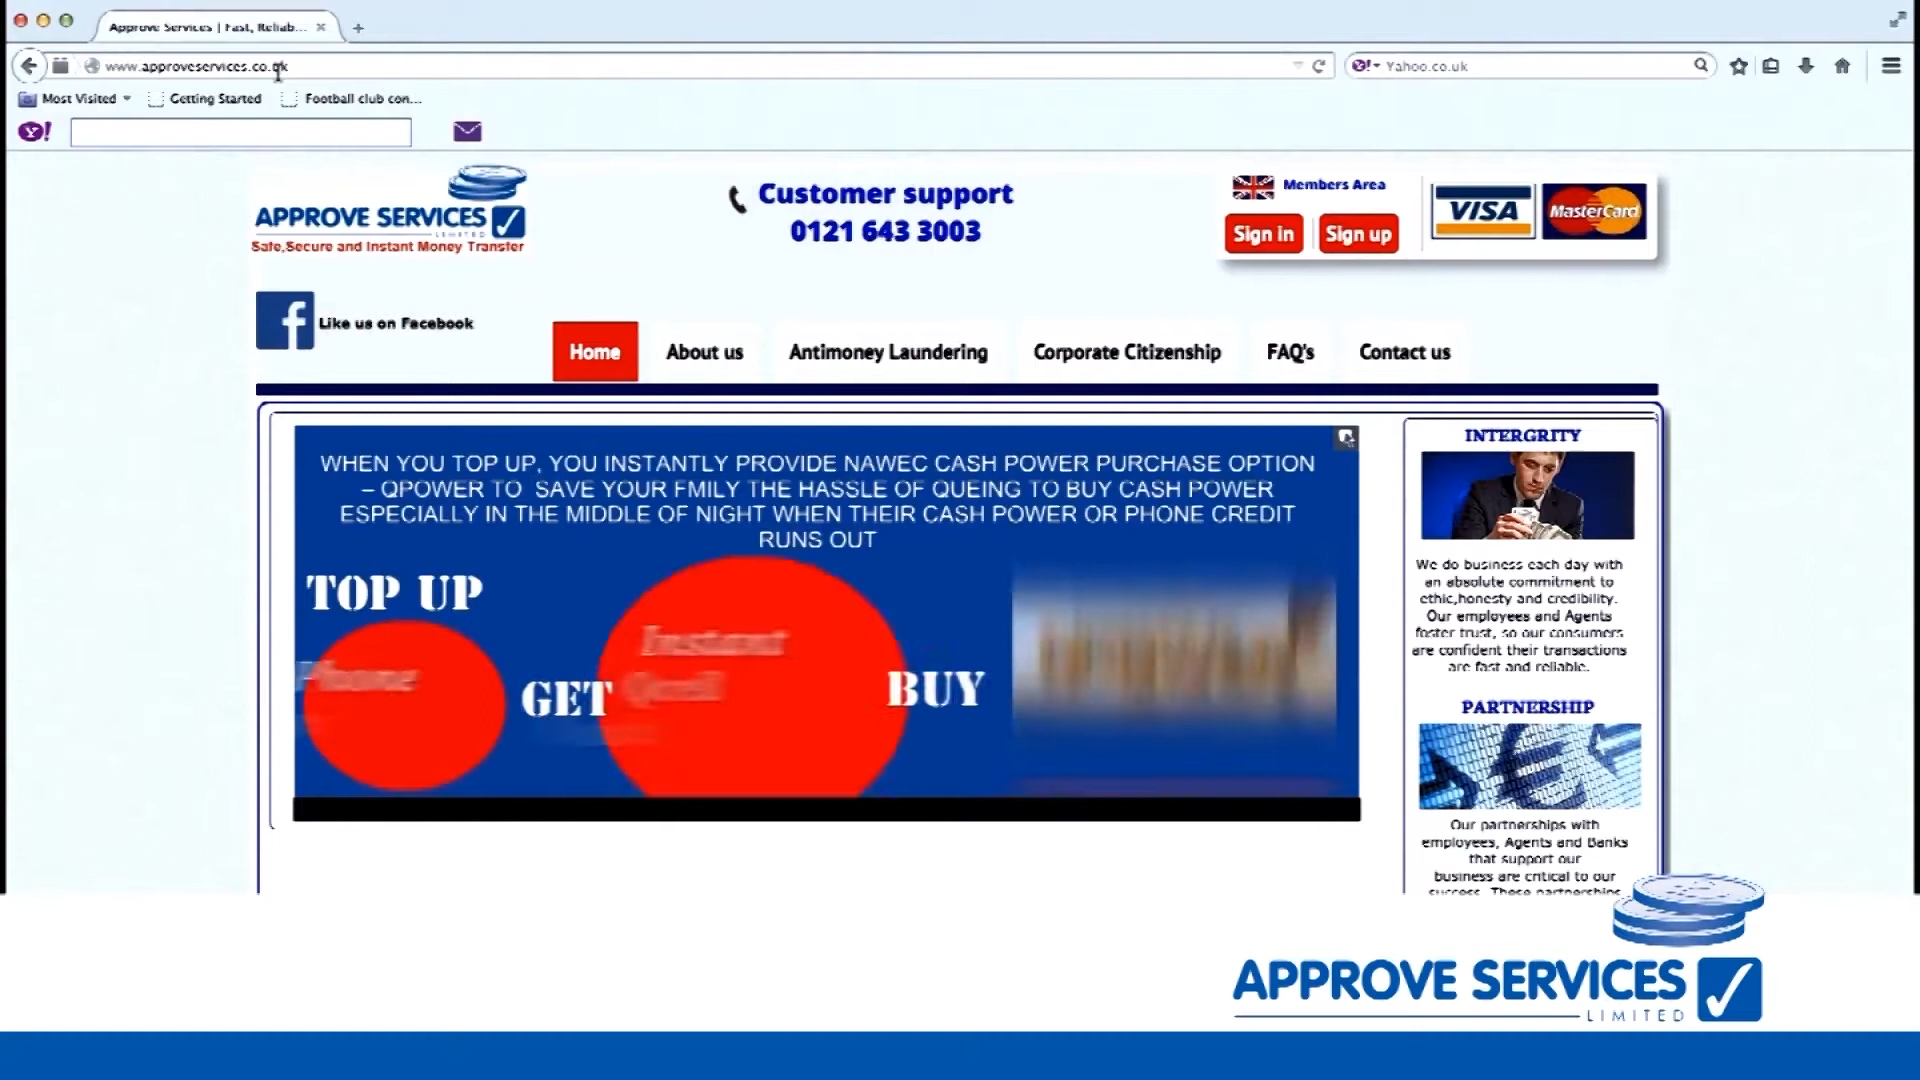 Approve Services | Fast, Reliab...
www.approveservices.co.uk
Yahoo.co.uk
Most Visited
Getting Started
Football club con...
Y!
APPROVE SERVICES
LIMITED
Safe,Secure and Instant Money Transfer
Customer support
0121 643 3003
Members Area
Sign in
Sign up
VISA
MasterCard
Like us on Facebook
Home
About us
Antimoney Laundering
Corporate Citizenship
FAQ's
Contact us
WHEN YOU TOP UP, YOU INSTANTLY PROVIDE NAWEC CASH POWER PURCHASE OPTION
– QPOWER TO SAVE YOUR FMILY THE HASSLE OF QUEING TO BUY CASH POWER
ESPECIALLY IN THE MIDDLE OF NIGHT WHEN THEIR CASH POWER OR PHONE CREDIT
RUNS OUT
TOP UP
Phone
GET
Instant
Qcell
BUY
INTERGRITY
We do business each day with
an absolute commitment to
ethic,honesty and credibility.
Our employees and Agents
foster trust, so our consumers
are confident their transactions
are fast and reliable.
PARTNERSHIP
Our partnerships with
employees, Agents and Banks
that support our
business are critical to our
success. These partnerships
APPROVE SERVICES
LIMITED